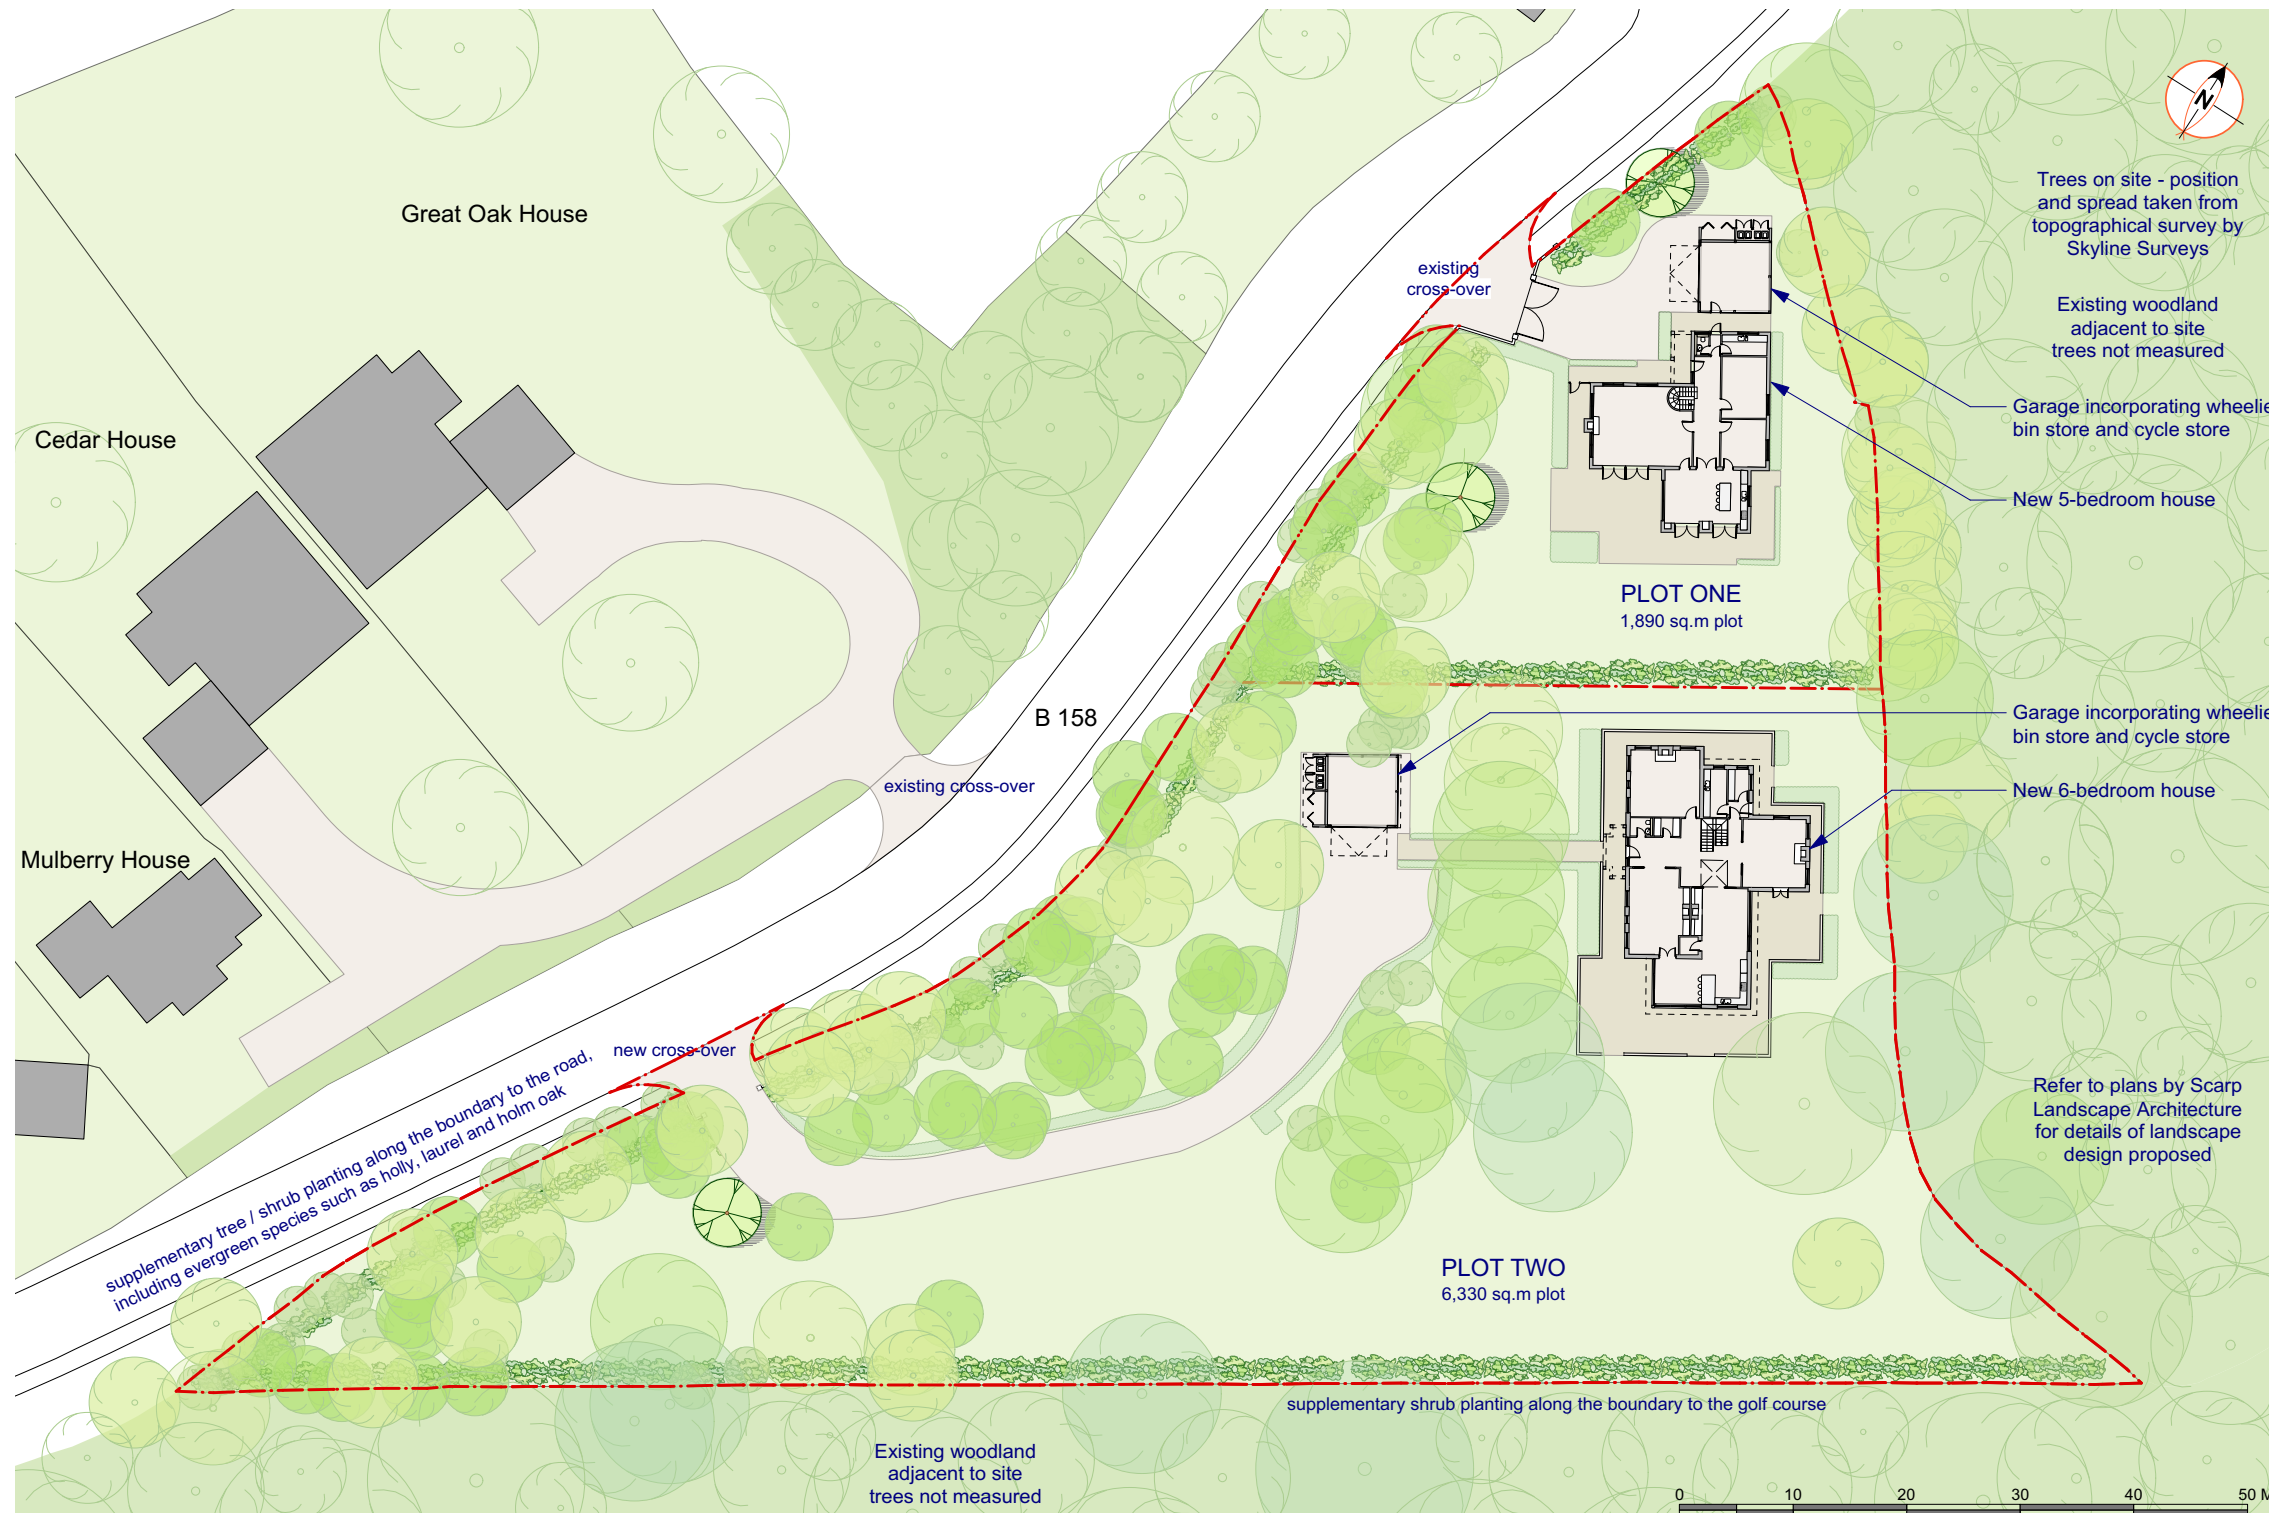 Great Oak House
Cedar House
Mulberry House
B 158
existing
cross-over
existing cross-over
new cross-over
supplementary tree / shrub planting along the boundary to the road,
including evergreen species such as holly, laurel and holm oak
N
Trees on site - position
and spread taken from
topographical survey by
Skyline Surveys
Existing woodland
adjacent to site
trees not measured
Garage incorporating wheelie
bin store and cycle store
New 5-bedroom house
PLOT ONE
1,890 sq.m plot
Garage incorporating wheelie
bin store and cycle store
New 6-bedroom house
Refer to plans by Scarp
Landscape Architecture
for details of landscape
design proposed
PLOT TWO
6,330 sq.m plot
supplementary shrub planting along the boundary to the golf course
Existing woodland
adjacent to site
trees not measured
0 10 20 30 40 50 M